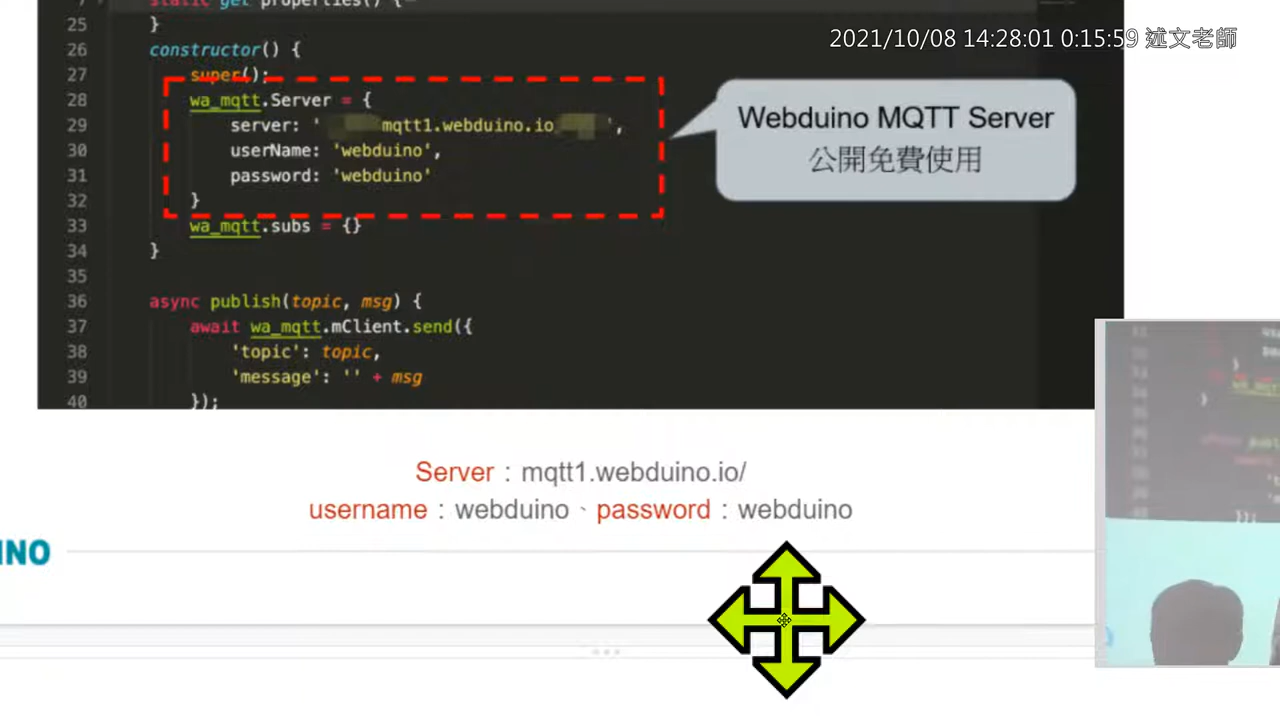 2021/10/08 14:28:01 0:15:59 述文老師
static get properties() {
25 }
26 constructor() {
27 super();
28 wa_mqtt.Server = {
29 server: ' mqtt1.webduino.io ',
30 userName: 'webduino',
31 password: 'webduino'
32 }
33 wa_mqtt.subs = {}
34 }
35
36 async publish(topic, msg) {
37 await wa_mqtt.mClient.send({
38 'topic': topic,
39 'message': '' + msg
40 });
Webduino MQTT Server
公開免費使用
Server：mqtt1.webduino.io/
username：webduino、password：webduino
INO